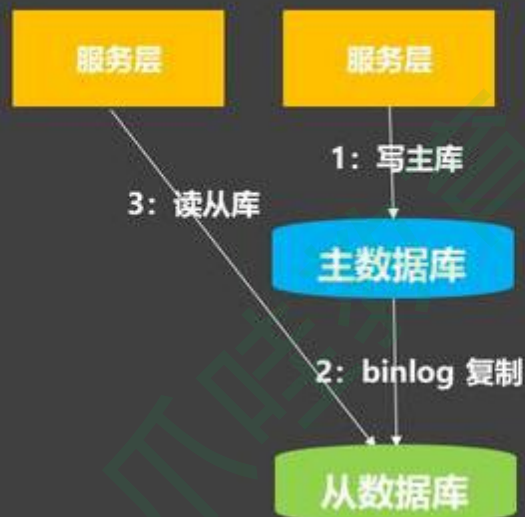 服务层
服务层
1：写主库
3：读从库
主数据库
2：binlog 复制
从数据库